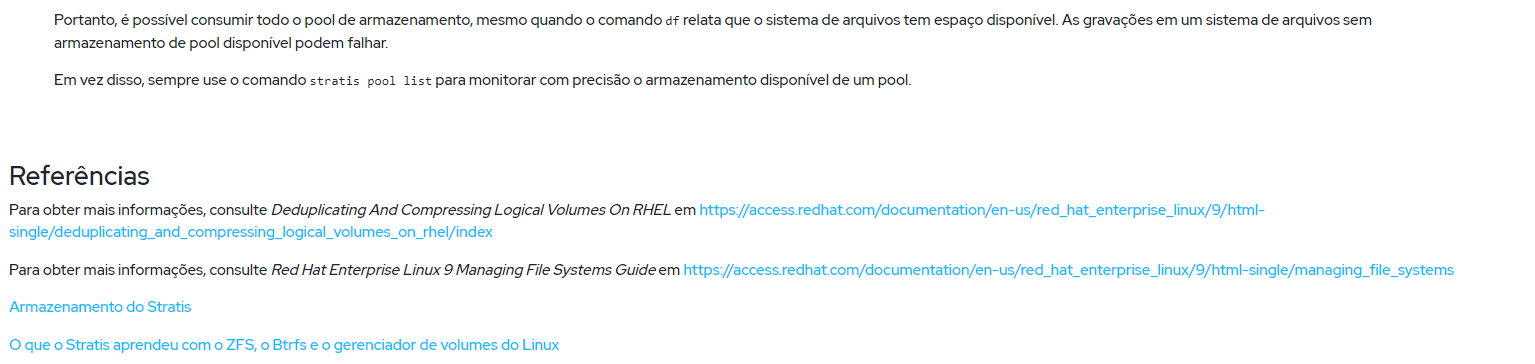 Portanto, é possível consumir todo o pool de armazenamento, mesmo quando o comando df relata que o sistema de arquivos tem espaço disponível. As gravações em um sistema de arquivos sem
armazenamento de pool disponível podem falhar.
Em vez disso, sempre use o comando stratis pool list para monitorar com precisão o armazenamento disponível de um pool.
Referências
Para obter mais informações, consulte Deduplicating And Compressing Logical Volumes On RHEL em https://access.redhat.com/documentation/en-us/red_hat_enterprise_linux/9/html-
single/deduplicating_and_compressing_logical_volumes_on_rhel/index
Para obter mais informações, consulte Red Hat Enterprise Linux 9 Managing File Systems Guide em https://access.redhat.com/documentation/en-us/red_hat_enterprise_linux/9/html-single/managing_file_systems
Armazenamento do Stratis
O que o Stratis aprendeu com o ZFS, o Btrfs e o gerenciador de volumes do Linux